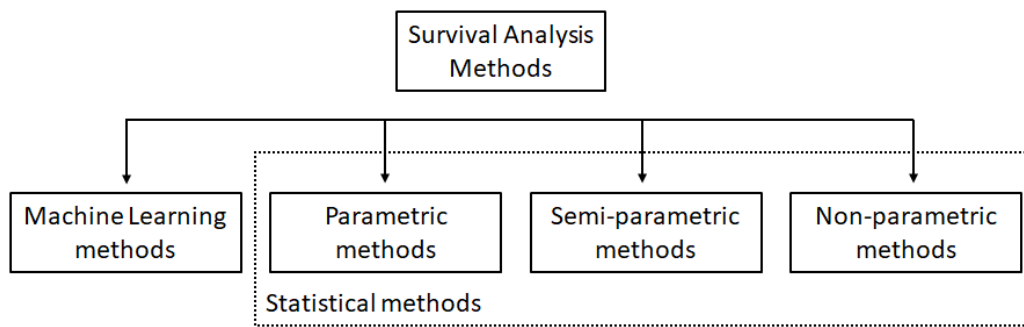 Survival Analysis
Methods
Machine Learning
methods
Parametric
methods
Semi-parametric
methods
Non-parametric
methods
Statistical methods